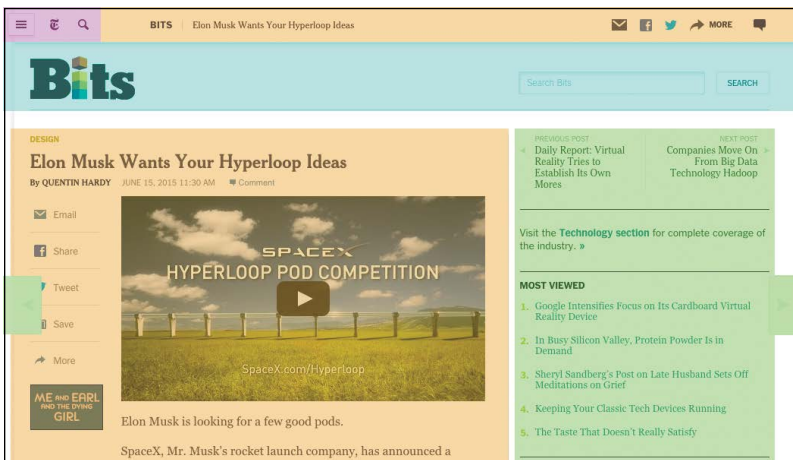 BITS Elon Musk Wants Your Hyperloop Ideas MORE
Bits
Search Bits SEARCH
DESIGN
Elon Musk Wants Your Hyperloop Ideas
By QUENTIN HARDY JUNE 15, 2015 11:30 AM Comment
Email
Share
Tweet
Save
More
ME AND EARL
AND THE DYING
GIRL
SPACEX
HYPERLOOP POD COMPETITION
SpaceX.com/Hyperloop
Elon Musk is looking for a few good pods.
SpaceX, Mr. Musk's rocket launch company, has announced a
PREVIOUS POST
Daily Report: Virtual
Reality Tries to
Establish Its Own
Mores
NEXT POST
Companies Move On
From Big Data
Technology Hadoop
Visit the Technology section for complete coverage of
the industry. »
MOST VIEWED
1. Google Intensifies Focus on Its Cardboard Virtual
Reality Device
2. In Busy Silicon Valley, Protein Powder Is in
Demand
3. Sheryl Sandberg's Post on Late Husband Sets Off
Meditations on Grief
4. Keeping Your Classic Tech Devices Running
5. The Taste That Doesn't Really Satisfy